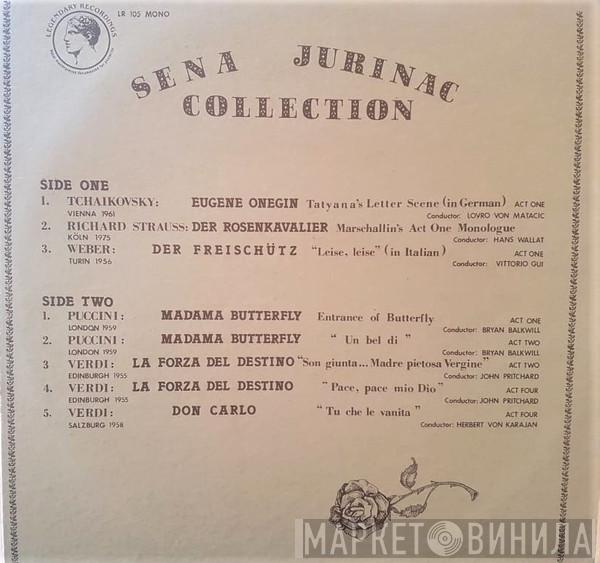 LEGENDARY RECORDINGS
LR 105 MONO
SENA JURINAC
COLLECTION
SIDE ONE
1. TCHAIKOVSKY: EUGENE ONEGIN Tatyana's Letter Scene (in German) ACT ONE
VIENNA 1961 Conductor: LOVRO VON MATACIC
2. RICHARD STRAUSS: DER ROSENKAVALIER Marschallin's Act One Monologue
KÖLN 1975 Conductor: HANS WALLAT
3. WEBER: DER FREISCHÜTZ "Leise, leise" (in Italian) ACT ONE
TURIN 1956 Conductor: VITTORIO GUI
SIDE TWO
1. PUCCINI: MADAMA BUTTERFLY Entrance of Butterfly ACT ONE
LONDON 1959 Conductor: BRYAN BALKWILL
2. PUCCINI: MADAMA BUTTERFLY " Un bel di " ACT TWO
LONDON 1959 Conductor: BRYAN BALKWILL
3 VERDI: LA FORZA DEL DESTINO "Son giunta... Madre pietosa Vergine" ACT TWO
EDINBURGH 1955 Conductor: JOHN PRITCHARD
4. VERDI: LA FORZA DEL DESTINO "Pace, pace mio Dio" ACT FOUR
EDINBURGH 1955 Conductor: JOHN PRITCHARD
5. VERDI: DON CARLO "Tu che le vanita" ACT FOUR
SALZBURG 1958 Conductor: HERBERT VON KARAJAN
МАРКЕТ ВИНИЛА